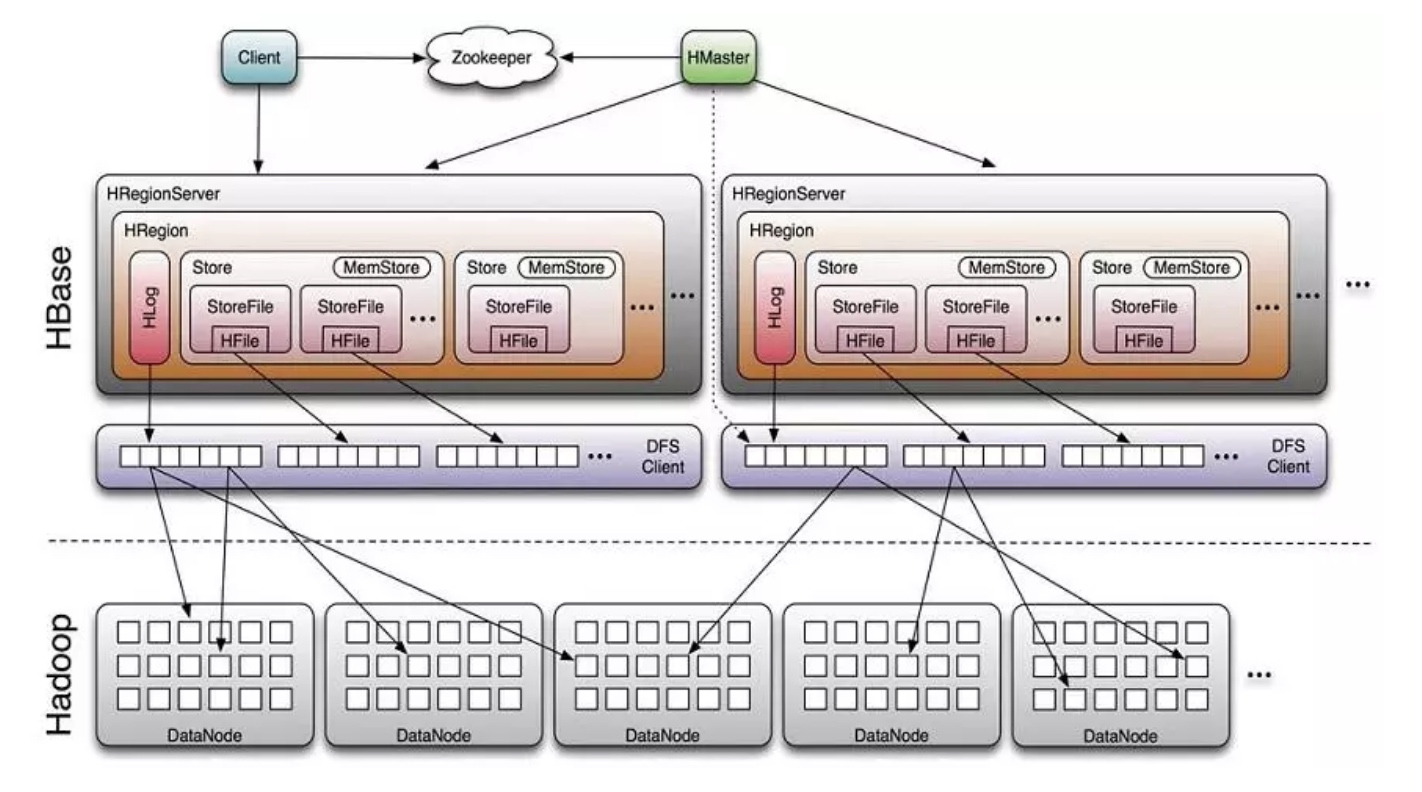 Client
Zookeeper
HMaster
HBase
HRegionServer
HRegion
HLog
Store
MemStore
StoreFile
HFile
StoreFile
HFile
...
Store
MemStore
StoreFile
HFile
...
...
HRegionServer
HRegion
HLog
Store
MemStore
StoreFile
HFile
StoreFile
HFile
...
Store
MemStore
StoreFile
HFile
...
...
...
...
DFS
Client
...
DFS
Client
Hadoop
DataNode
DataNode
DataNode
DataNode
DataNode
...